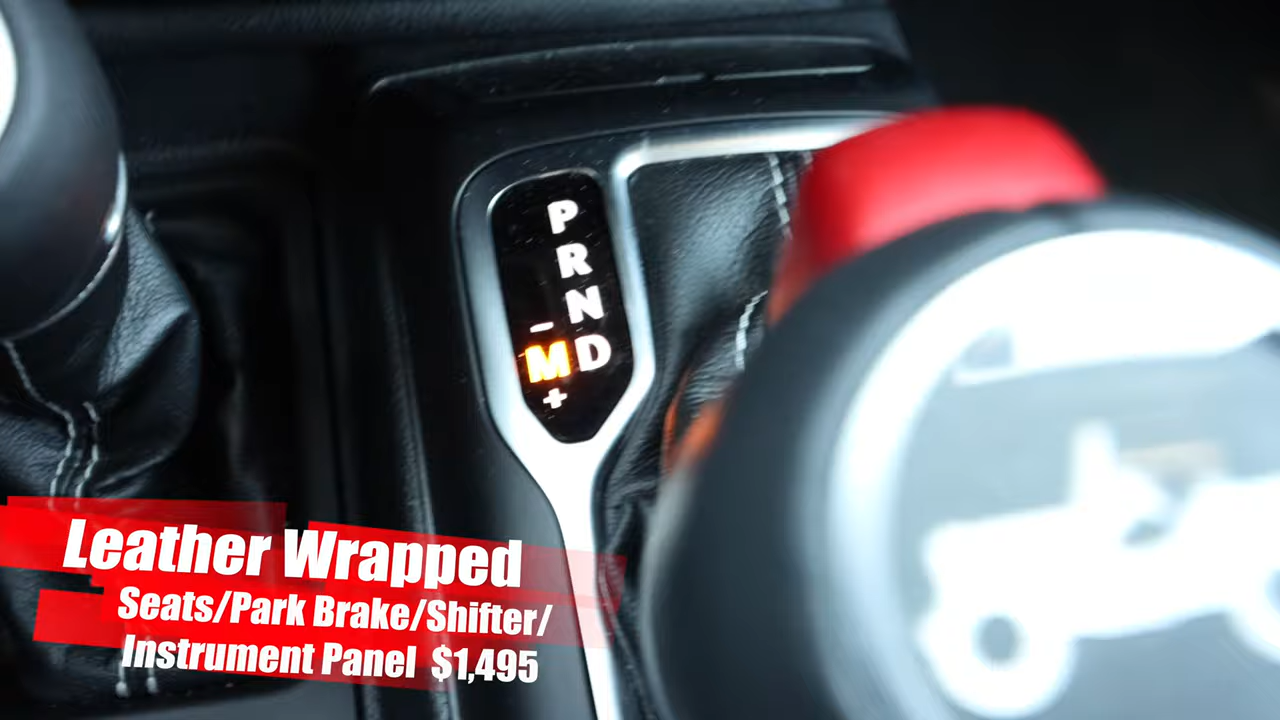 P
R
N
–
M D
+
Leather Wrapped
Seats/Park Brake/Shifter/
Instrument Panel $1,495